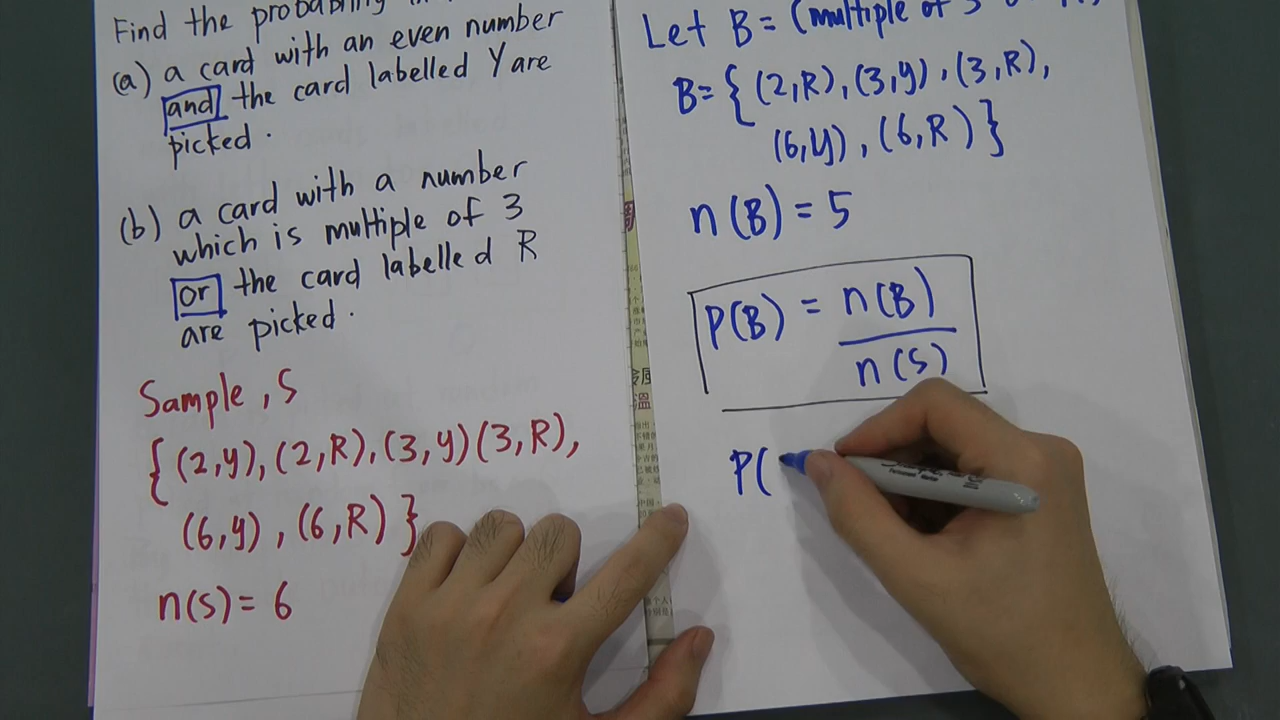 Find the probability
(a) a card with an even number
and the card labelled Y are
picked.
(b) a card with a number
which is multiple of 3
or the card labelled R
are picked.
Sample, S
{(2,y),(2,R),(3,y)(3,R),
(6,y),(6,R)}
n(s)=6
Let B=(multiple of 3
B={(2,R),(3,y),(3,R),
(6,y),(6,R)}
n(B)=5
P(B) = n(B)
n(s)
P(